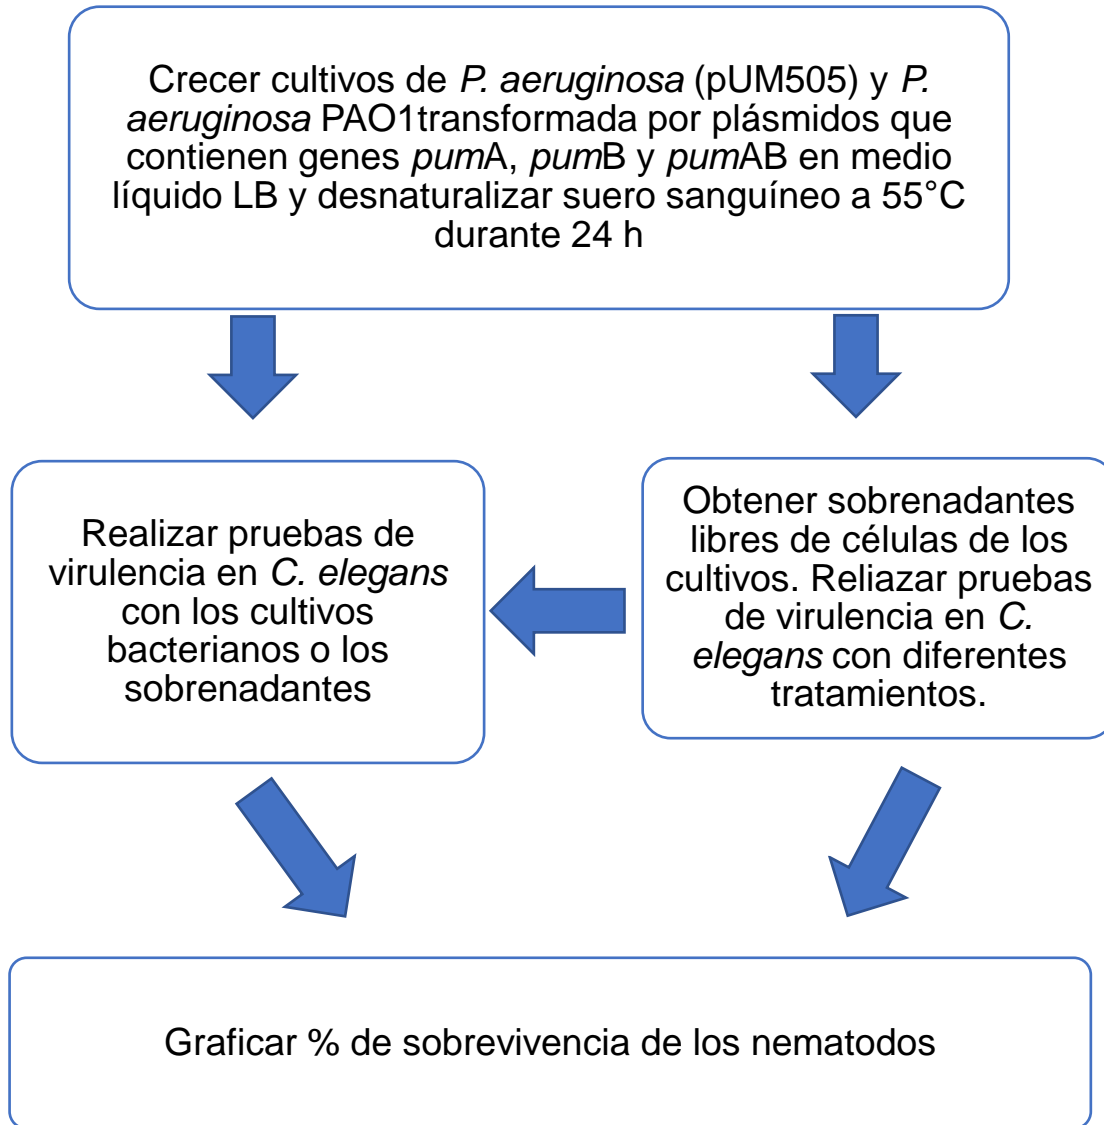 Crecer cultivos de P. aeruginosa (pUM505) y P.
aeruginosa PAO1transformada por plásmidos que
contienen genes pumA, pumB y pumAB en medio
líquido LB y desnaturalizar suero sanguíneo a 55°C
durante 24 h
Realizar pruebas de
virulencia en C. elegans
con los cultivos
bacterianos o los
sobrenadantes
Obtener sobrenadantes
libres de células de los
cultivos. Reliazar pruebas
de virulencia en C.
elegans con diferentes
tratamientos.
Graficar % de sobrevivencia de los nematodos